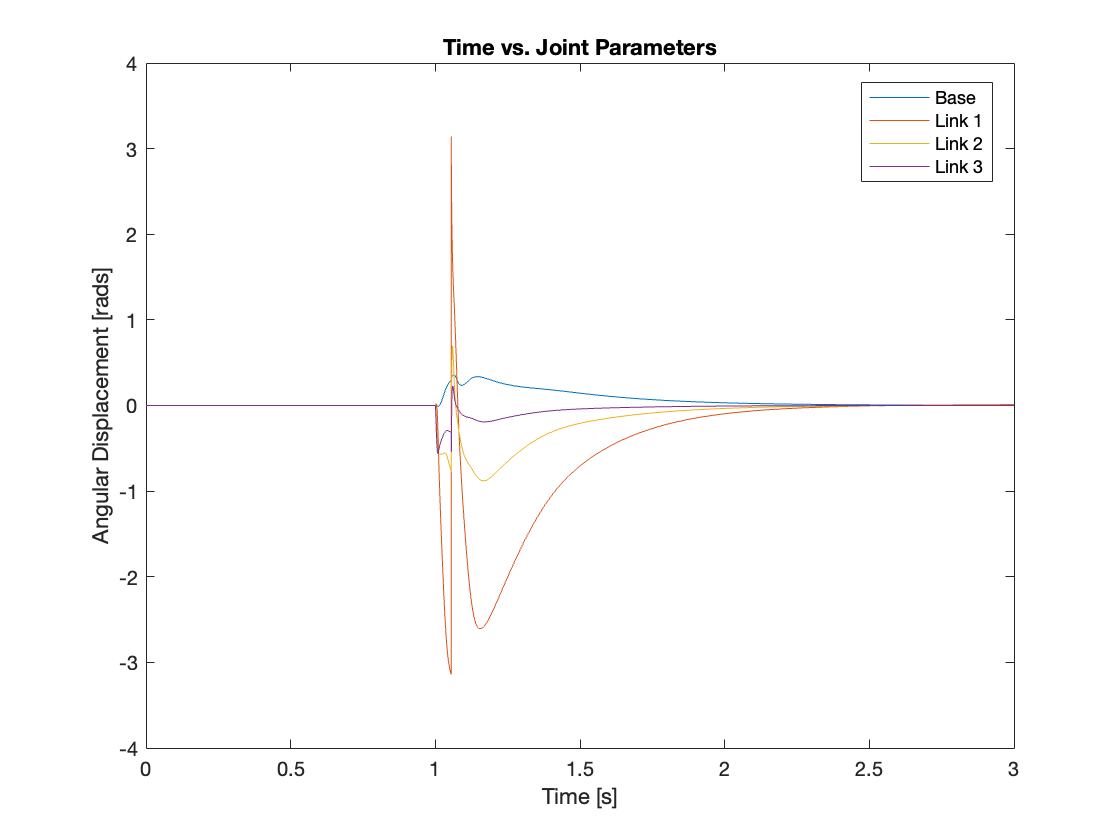 Time vs. Joint Parameters
Base
Link 1
Link 2
Link 3
Angular Displacement [rads]
4
3
2
1
0
-1
-2
-3
-4
0 0.5 1 1.5 2 2.5 3
Time [s]